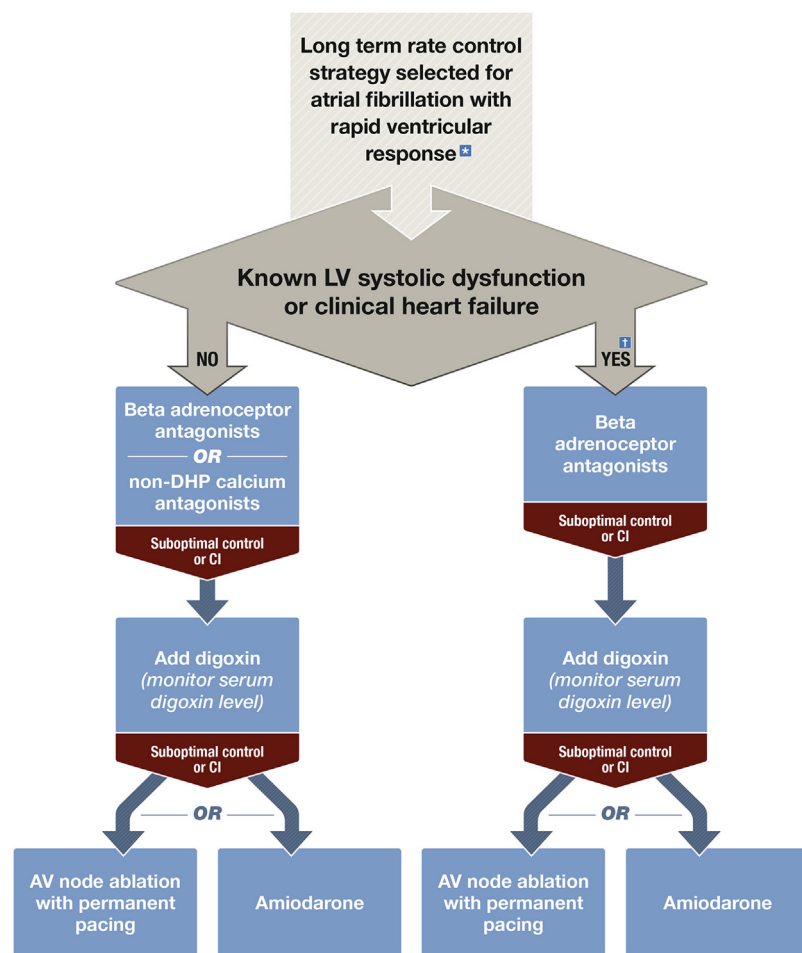 Long term rate control
strategy selected for
atrial fibrillation with
rapid ventricular
response*
Known LV systolic dysfunction
or clinical heart failure
NO
YES†
Beta adrenoceptor
antagonists
OR
non-DHP calcium
antagonists
Suboptimal control
or CI
Add digoxin
(monitor serum
digoxin level)
Suboptimal control
or CI
OR
AV node ablation
with permanent
pacing
Amiodarone
Beta
adrenoceptor
antagonists
Suboptimal control
or CI
Add digoxin
(monitor serum
digoxin level)
Suboptimal control
or CI
OR
AV node ablation
with permanent
pacing
Amiodarone